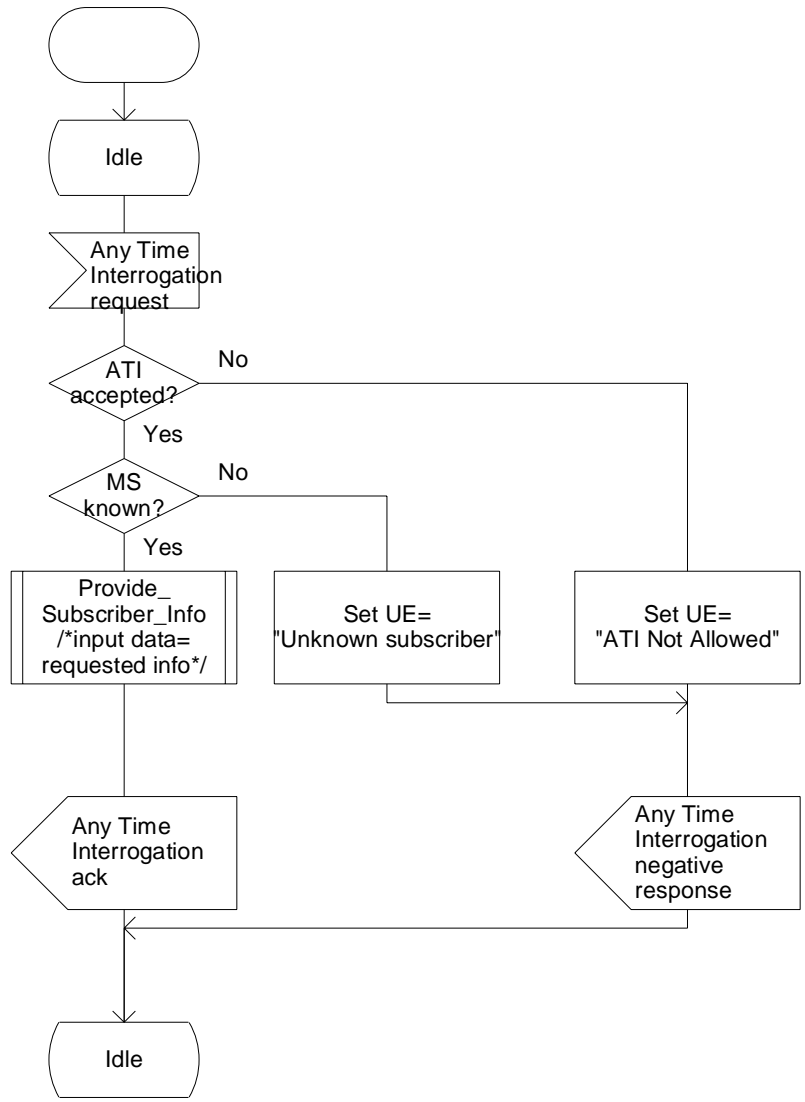 Idle
Any Time
Interrogation
request
ATI
accepted?
No
Yes
MS
known?
No
Yes
Provide_
Subscriber_Info
/*input data=
requested info*/
Set UE=
"Unknown subscriber"
Set UE=
"ATI Not Allowed"
Any Time
Interrogation
ack
Any Time
Interrogation
negative
response
Idle